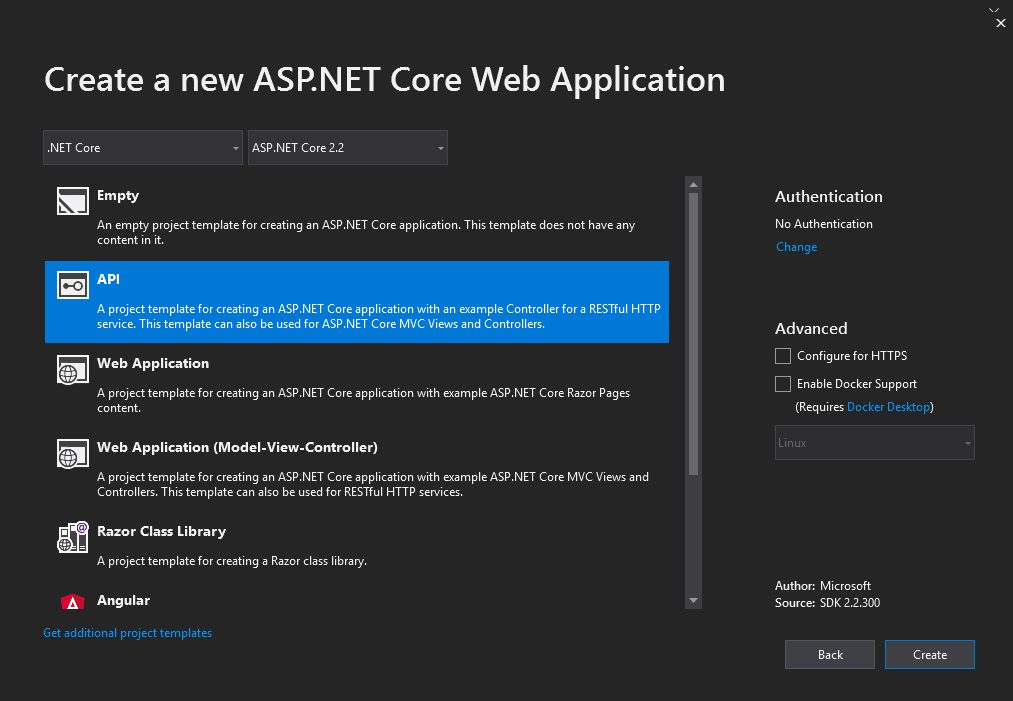 Create a new ASP.NET Core Web Application
.NET Core
ASP.NET Core 2.2
Empty
An empty project template for creating an ASP.NET Core application. This template does not have any
content in it.
API
A project template for creating an ASP.NET Core application with an example Controller for a RESTful HTTP
service. This template can also be used for ASP.NET Core MVC Views and Controllers.
Web Application
A project template for creating an ASP.NET Core application with example ASP.NET Core Razor Pages
content.
Web Application (Model-View-Controller)
A project template for creating an ASP.NET Core application with example ASP.NET Core MVC Views and
Controllers. This template can also be used for RESTful HTTP services.
Razor Class Library
A project template for creating a Razor class library.
Angular
Get additional project templates
Authentication
No Authentication
Change
Advanced
Configure for HTTPS
Enable Docker Support
(Requires Docker Desktop)
Linux
Author: Microsoft
Source: SDK 2.2.300
Back
Create